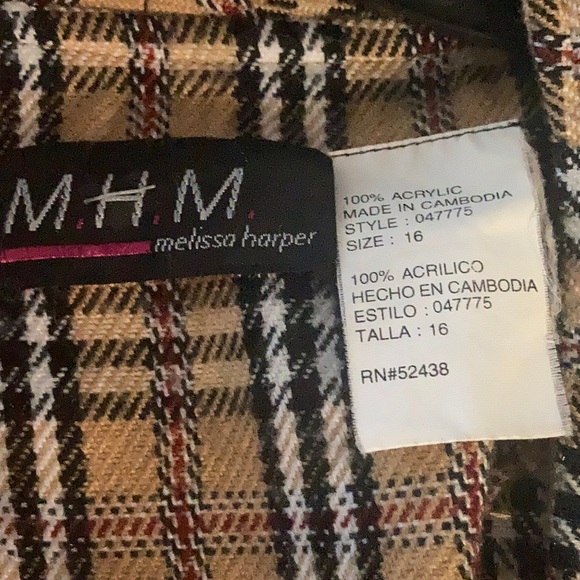 M.H.M.
melissa harper
100% ACRYLIC
MADE IN CAMBODIA
STYLE : 047775
SIZE : 16
100% ACRILICO
HECHO EN CAMBODIA
ESTILO : 047775
TALLA : 16
RN#52438